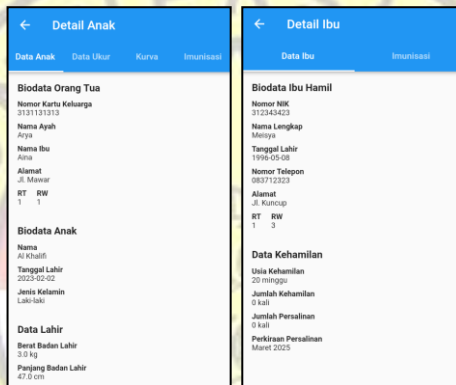 Detail Anak
Data Anak Data Ukur Kurva Imunisasi
Biodata Orang Tua
Nomor Kartu Keluarga
3131131313
Nama Ayah
Arya
Nama Ibu
Aina
Alamat
Jl. Mawar
RT RW
1 1
Biodata Anak
Nama
Al Khalifi
Tanggal Lahir
2023-02-02
Jenis Kelamin
Laki-laki
Data Lahir
Berat Badan Lahir
3.0 kg
Panjang Badan Lahir
47.0 cm
Detail Ibu
Data Ibu Imunisasi
Biodata Ibu Hamil
Nomor NIK
312343423
Nama Lengkap
Meisya
Tanggal Lahir
1996-05-08
Nomor Telepon
083712323
Alamat
Jl. Kuncup
RT RW
1 3
Data Kehamilan
Usia Kehamilan
20 minggu
Jumlah Kehamilan
0 kali
Jumlah Persalinan
0 kali
Perkiraan Persalinan
Maret 2025